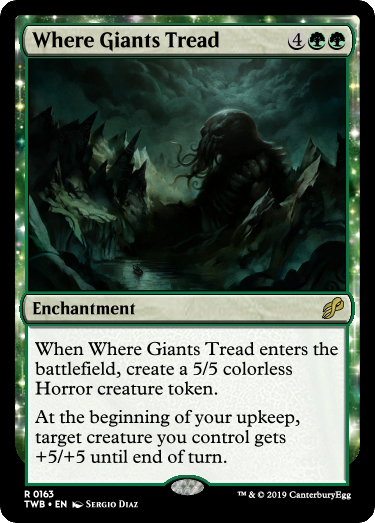 Where Giants Tread 4
Enchantment
When Where Giants Tread enters the
battlefield, create a 5/5 colorless
Horror creature token.
At the beginning of your upkeep,
target creature you control gets
+5/+5 until end of turn.
R 0163
TWB • EN Sergio Diaz
™ & © 2019 CanterburyEgg